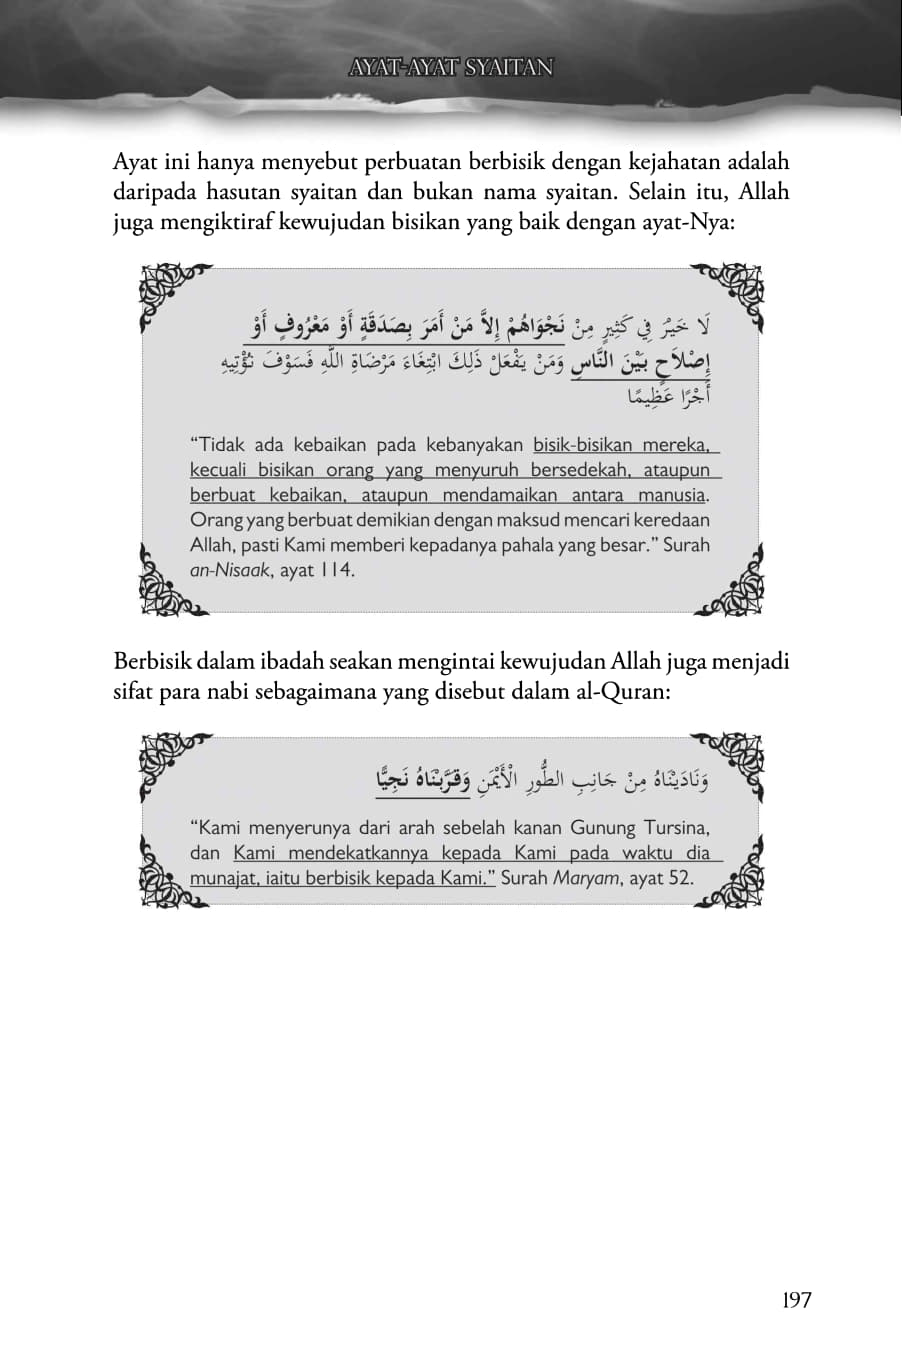 AYAT-AYAT SYAITAN
Ayat ini hanya menyebut perbuatan berbisik dengan kejahatan adalah
daripada hasutan syaitan dan bukan nama syaitan. Selain itu, Allah
juga mengiktiraf kewujudan bisikan yang baik dengan ayat-Nya:
لَا خَيْرَ فِي كَثِيرٍ مِنْ نَجْوَاهُمْ إِلاَّ مَنْ أَمَرَ بِصَدَقَةٍ أَوْ مَعْرُوفٍ أَوْ
إِصْلاَحٍ بَيْنَ النَّاسِ وَمَنْ يَفْعَلْ ذَلِكَ ابْتِغَاءَ مَرْضَاةِ اللَّهِ فَسَوْفَ نُؤْتِيهِ
أَجْرًا عَظِيمًا
“Tidak ada kebaikan pada kebanyakan bisik-bisikan mereka,
kecuali bisikan orang yang menyuruh bersedekah, ataupun
berbuat kebaikan, ataupun mendamaikan antara manusia.
Orang yang berbuat demikian dengan maksud mencari keredaan
Allah, pasti Kami memberi kepadanya pahala yang besar.” Surah
an-Nisaak, ayat 114.
Berbisik dalam ibadah seakan mengintai kewujudan Allah juga menjadi
sifat para nabi sebagaimana yang disebut dalam al-Quran:
وَنَادَيْنَاهُ مِنْ جَانِبِ الطُّورِ الْأَيْمَنِ وَقَرَّبْنَاهُ نَجِيًّا
“Kami menyerunya dari arah sebelah kanan Gunung Tursina,
dan Kami mendekatkannya kepada Kami pada waktu dia
munajat, iaitu berbisik kepada Kami.” Surah Maryam, ayat 52.
197